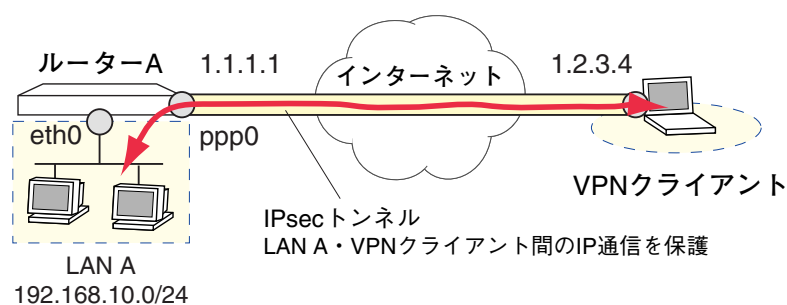 ルーターA
1.1.1.1
インターネット
1.2.3.4
eth0
ppp0
VPNクライアント
IPsecトンネル
LAN A・VPNクライアント間のIP通信を保護
LAN A
192.168.10.0/24